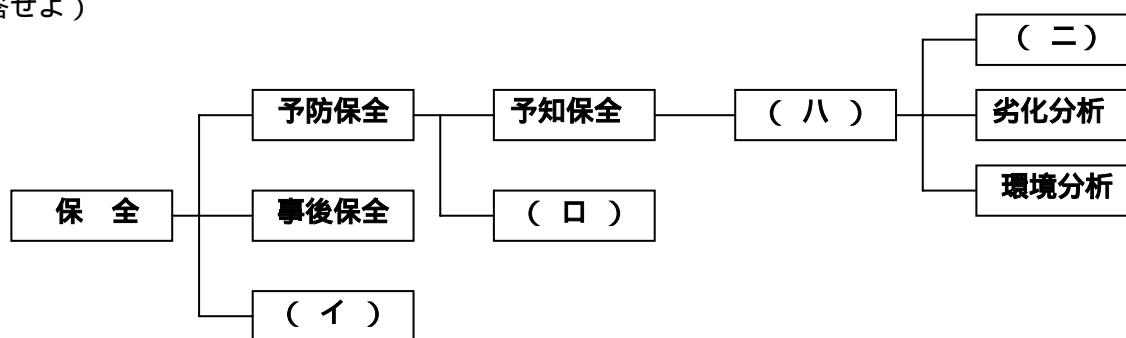 答せよ）
（ ニ）
予防保全
予知保全
（ ハ ）
劣化分析
保　全
事後保全
（ ロ ）
環境分析
（ イ ）